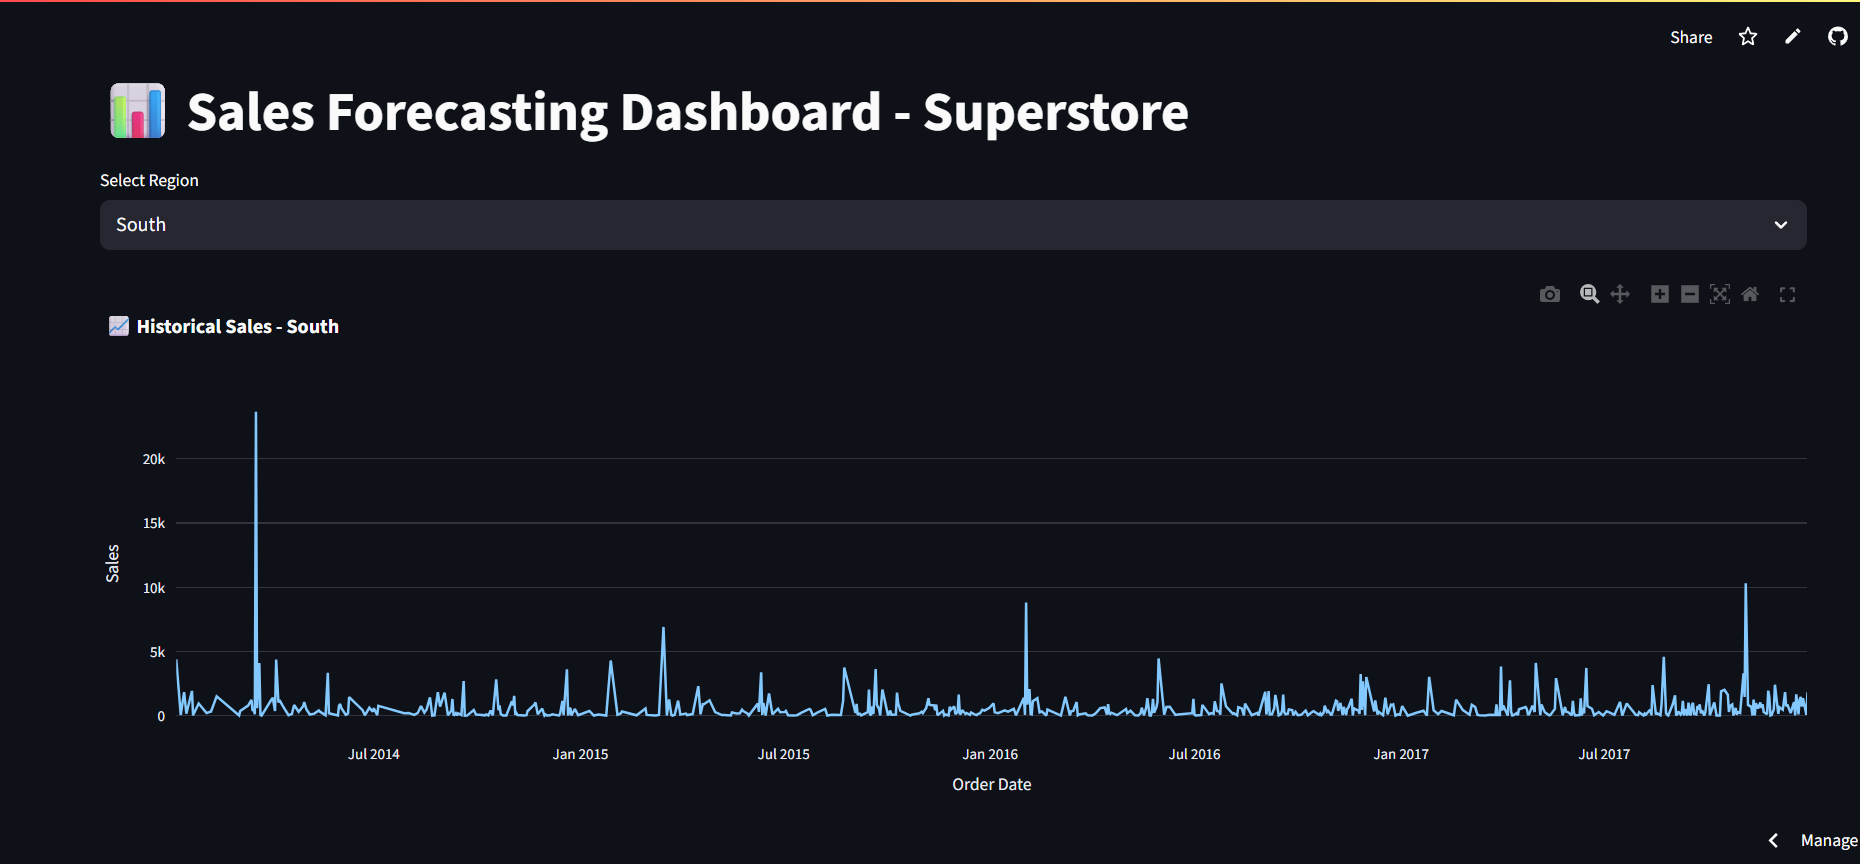 Share
Sales Forecasting Dashboard - Superstore
Select Region
South
Historical Sales - South
20k
15k
10k
5k
0
Sales
Jul 2014 Jan 2015 Jul 2015 Jan 2016 Jul 2016 Jan 2017 Jul 2017
Order Date
Manage